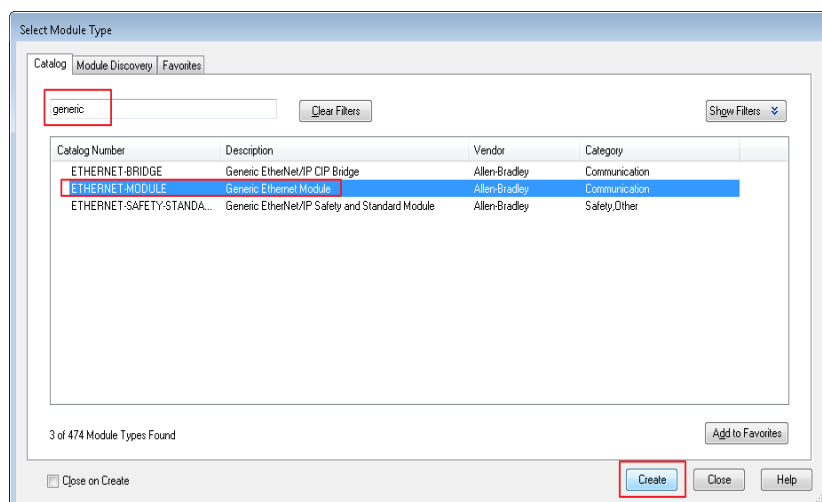 Select Module Type
Catalog Module Discovery Favorites
generic Clear Filters Show Filters
Catalog Number Description Vendor Category
ETHERNET-BRIDGE Generic EtherNet/IP CIP Bridge Allen-Bradley Communication
ETHERNET-MODULE Generic Ethernet Module Allen-Bradley Communication
ETHERNET-SAFETY-STANDA... Generic EtherNet/IP Safety and Standard Module Allen-Bradley Safety,Other
3 of 474 Module Types Found Add to Favorites
Close on Create Create Close Help